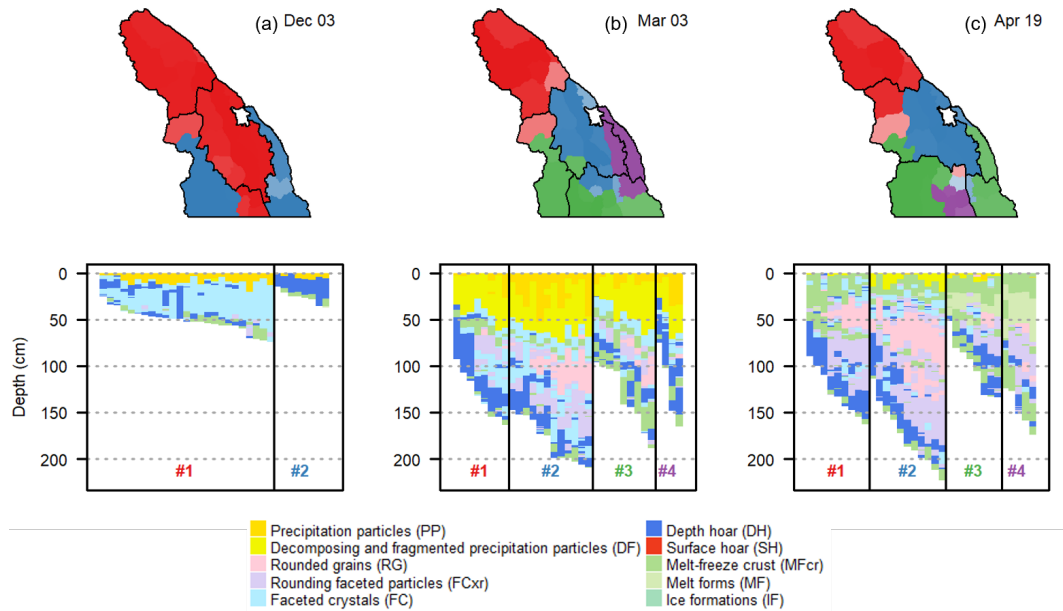 (a) Dec 03
(b) Mar 03
(c) Apr 19
Depth (cm)
0
50
100
150
200
#1
#2
0
50
100
150
200
#1
#2
#3
#4
0
50
100
150
200
#1
#2
#3
#4
Precipitation particles (PP)
Decomposing and fragmented precipitation particles (DF)
Rounded grains (RG)
Rounding faceted particles (FCxr)
Faceted crystals (FC)
Depth hoar (DH)
Surface hoar (SH)
Melt-freeze crust (MFcr)
Melt forms (MF)
Ice formations (IF)